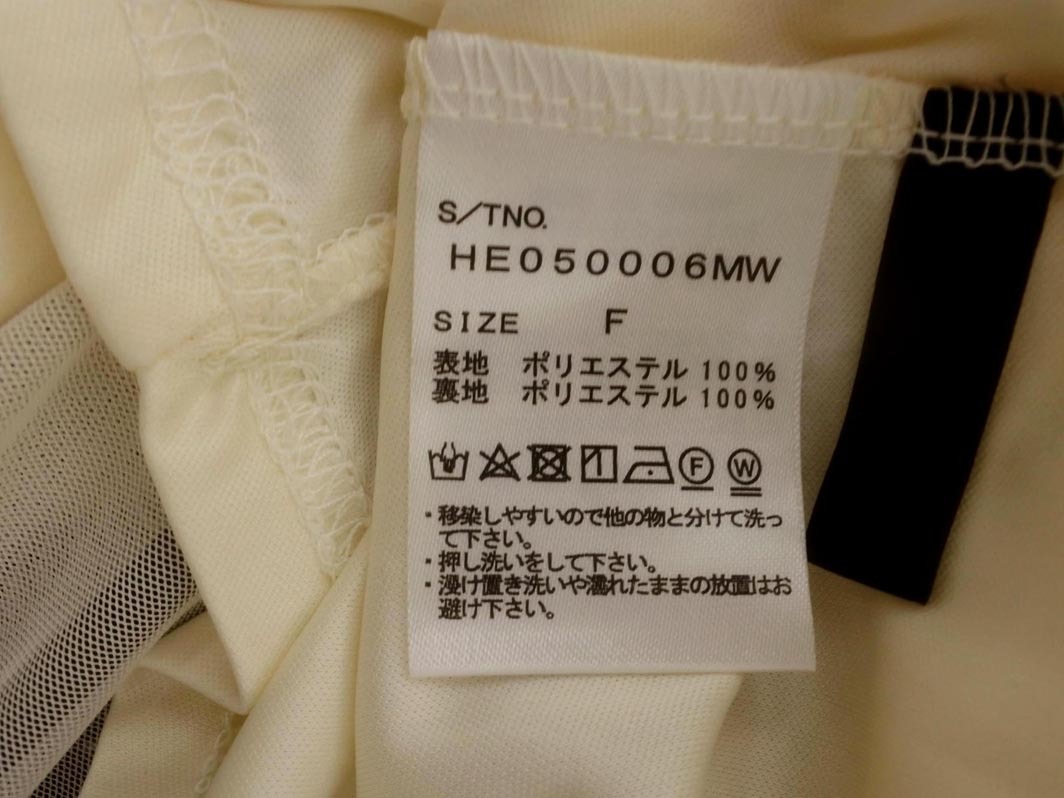 S/TNO.
HE050006MW
SIZE F
表地 ポリエステル 100%
裏地 ポリエステル 100%
F W
・移染しやすいので他の物と分けて洗っ
て下さい。
・押し洗いをして下さい。
・浸け置き洗いや濡れたままの放置はお
避け下さい。